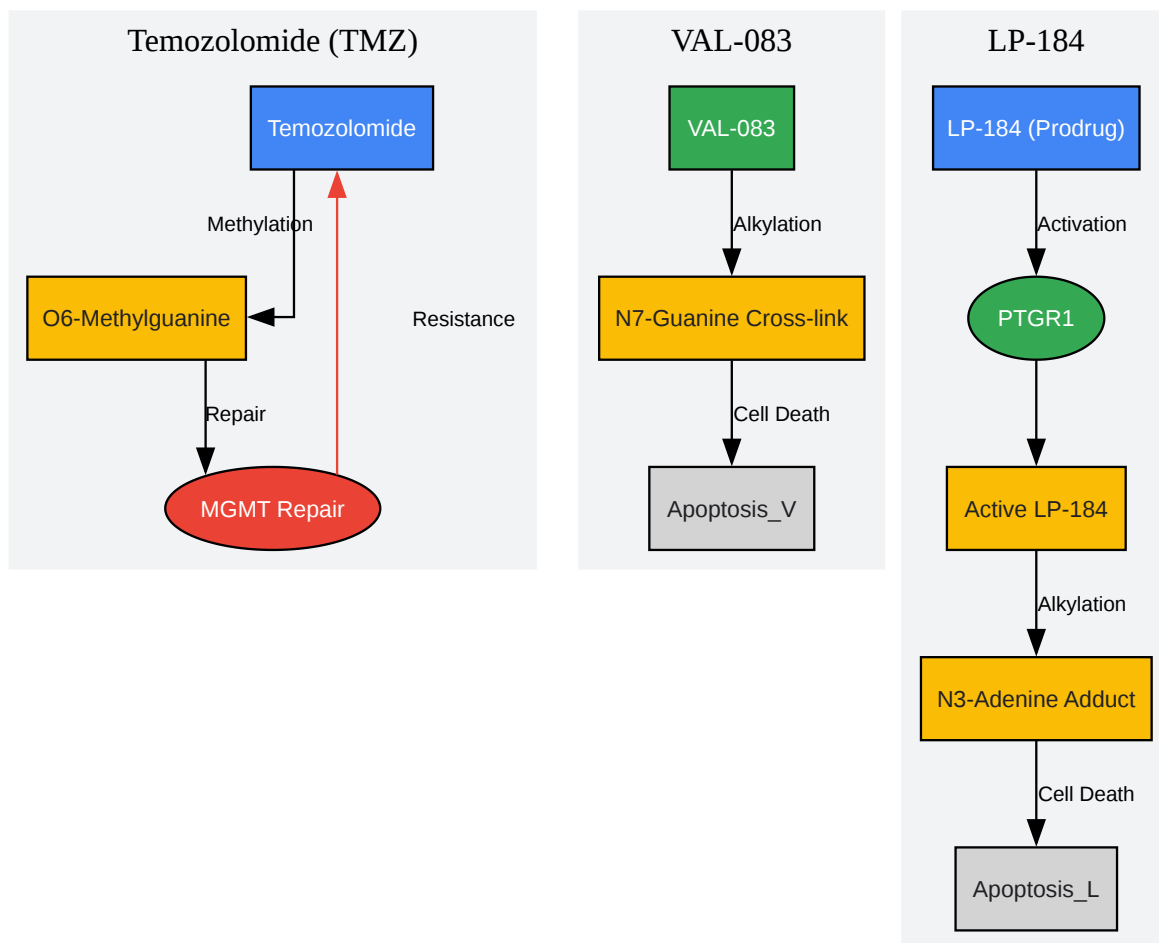 Temozolomide (TMZ)
Temozolomide
Methylation
O6-Methylguanine
Resistance
Repair
MGMT Repair
VAL-083
VAL-083
Alkylation
N7-Guanine Cross-link
Cell Death
Apoptosis_V
LP-184
LP-184 (Prodrug)
Activation
PTGR1
Active LP-184
Alkylation
N3-Adenine Adduct
Cell Death
Apoptosis_L